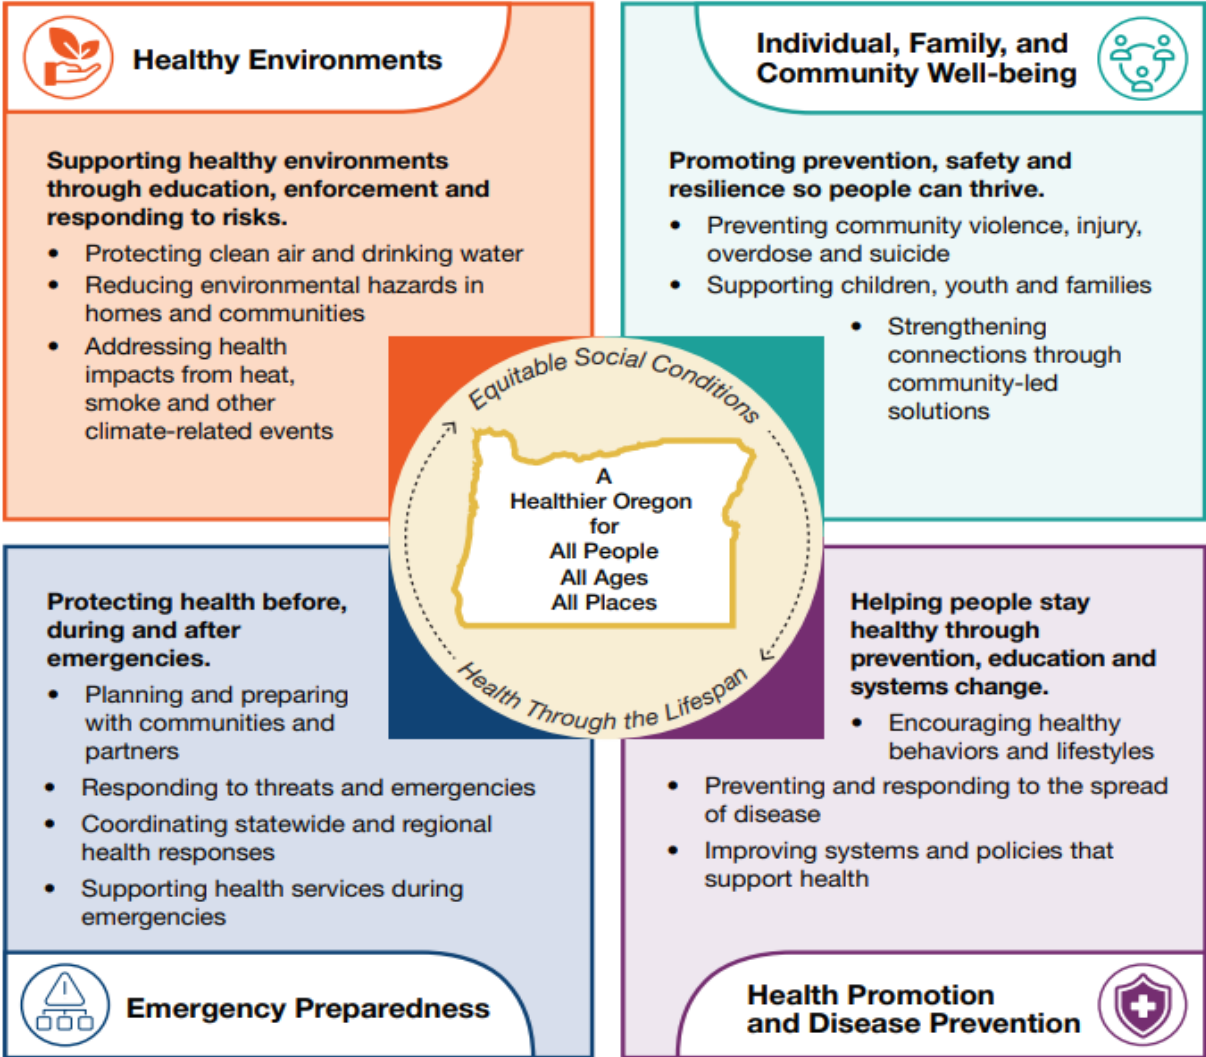 Healthy Environments
Supporting healthy environments
through education, enforcement and
responding to risks.
• Protecting clean air and drinking water
• Reducing environmental hazards in
homes and communities
• Addressing health
impacts from heat,
smoke and other
climate-related events
Individual, Family, and
Community Well-being
Promoting prevention, safety and
resilience so people can thrive.
• Preventing community violence, injury,
overdose and suicide
• Supporting children, youth and families
• Strengthening
connections through
community-led
solutions
Equitable Social Conditions
A
Healthier Oregon
for
All People
All Ages
All Places
Health Through the Lifespan
Protecting health before,
during and after
emergencies.
• Planning and preparing
with communities and
partners
• Responding to threats and emergencies
• Coordinating statewide and regional
health responses
• Supporting health services during
emergencies
Emergency Preparedness
Helping people stay
healthy through
prevention, education and
systems change.
• Encouraging healthy
behaviors and lifestyles
• Preventing and responding to the spread
of disease
• Improving systems and policies that
support health
Health Promotion
and Disease Prevention